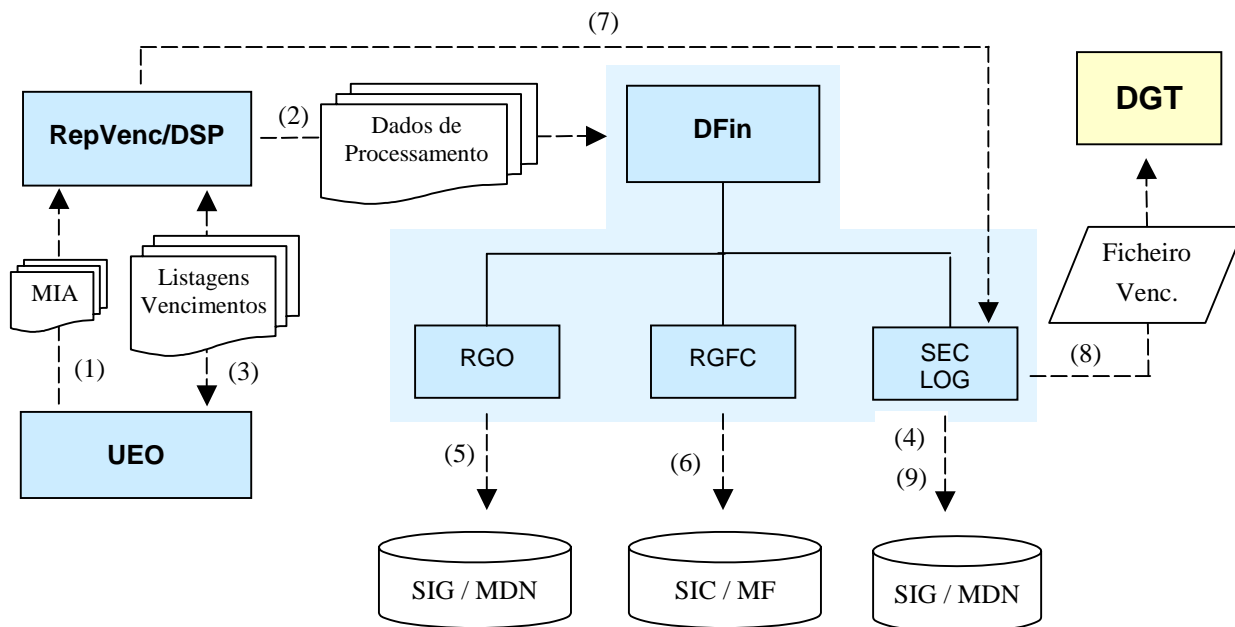 (7)
RepVenc/DSP
(2)
Dados de
Processamento
DFin
DGT
MIA
Listagens
Vencimentos
Ficheiro
Venc.
(1)
(3)
RGO
RGFC
SEC
LOG
(8)
UEO
(5)
(6)
(4)
(9)
SIG / MDN
SIC / MF
SIG / MDN